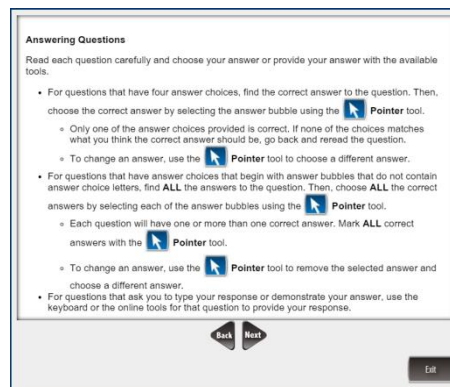 Answering Questions
Read each question carefully and choose your answer or provide your answer with the available
tools.
• For questions that have four answer choices, find the correct answer to the question. Then,
choose the correct answer by selecting the answer bubble using the Pointer tool.
◦ Only one of the answer choices provided is correct. If none of the choices matches
what you think the correct answer should be, go back and reread the question.
◦ To change an answer, use the Pointer tool to choose a different answer.
• For questions that have answer choices that begin with answer bubbles that do not contain
answer choice letters, find ALL the answers to the question. Then, choose ALL the correct
answers by selecting each of the answer bubbles using the Pointer tool.
◦ Each question will have one or more than one correct answer. Mark ALL correct
answers with the Pointer tool.
◦ To change an answer, use the Pointer tool to remove the selected answer and
choose a different answer.
• For questions that ask you to type your response or demonstrate your answer, use the
keyboard or the online tools for that question to provide your response.
Back Next
Exit